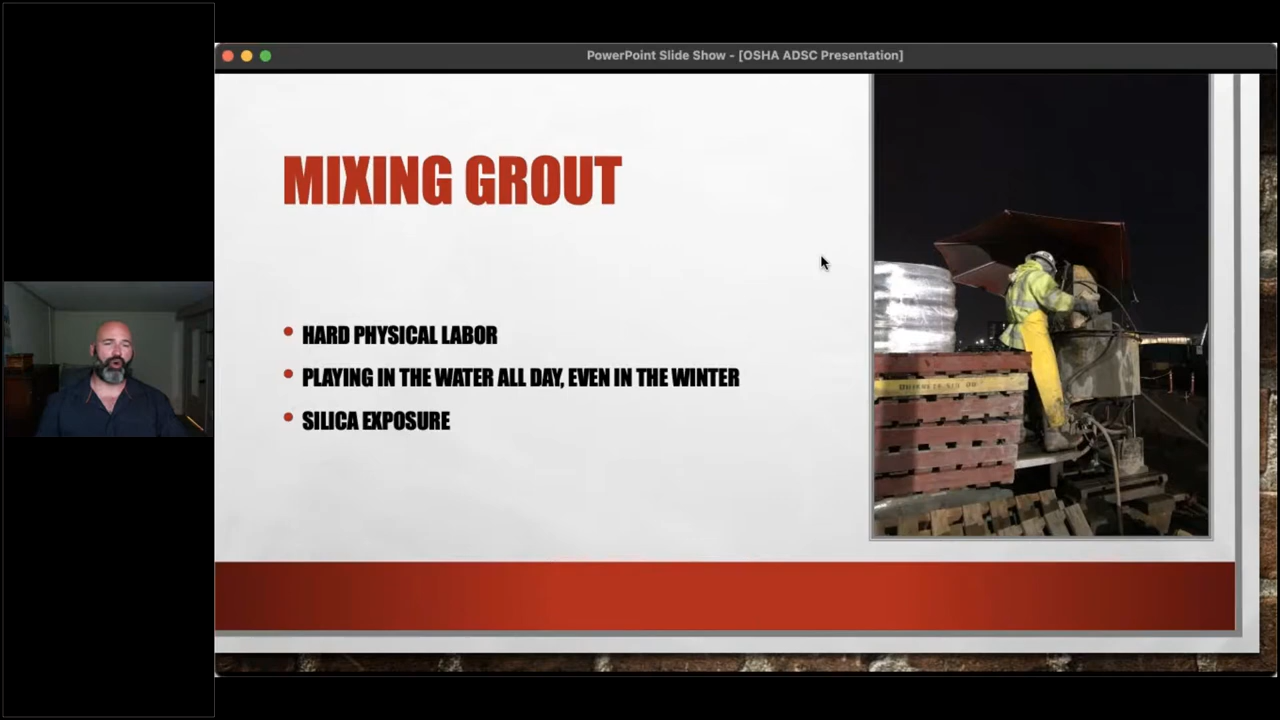 PowerPoint Slide Show - [OSHA ADSC Presentation]
MIXING GROUT
• HARD PHYSICAL LABOR
• PLAYING IN THE WATER ALL DAY, EVEN IN THE WINTER
• SILICA EXPOSURE